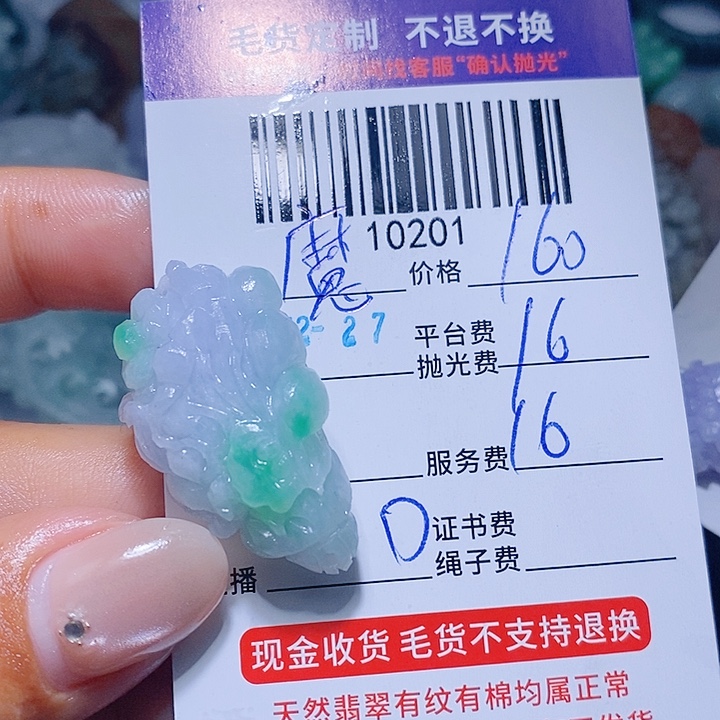 毛货定制 不退不换
找客服“确认抛光”
10201
魔 价格 160
2-27 平台费 16
抛光费
服务费 16
D 证书费
绳子费
播
现金收货 毛货不支持退换
天然翡翠有纹有棉均属正常